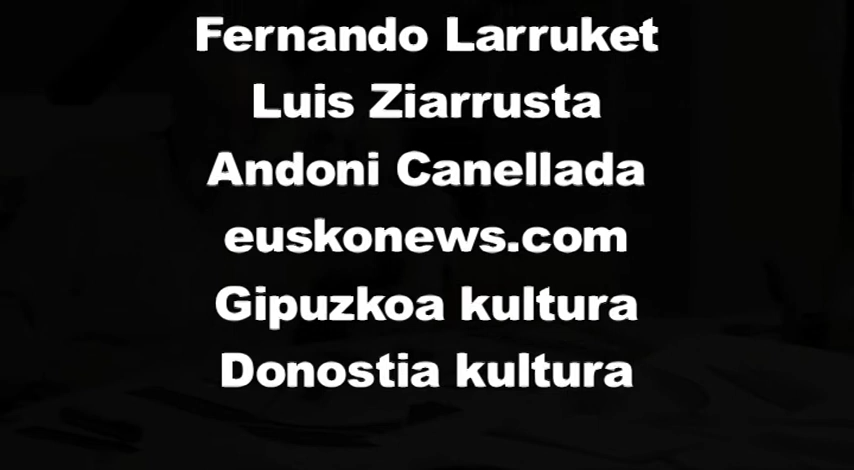 Fernando Larruket
Luis Ziarrusta
Andoni Canellada
euskonews.com
Gipuzkoa kultura
Donostia kultura